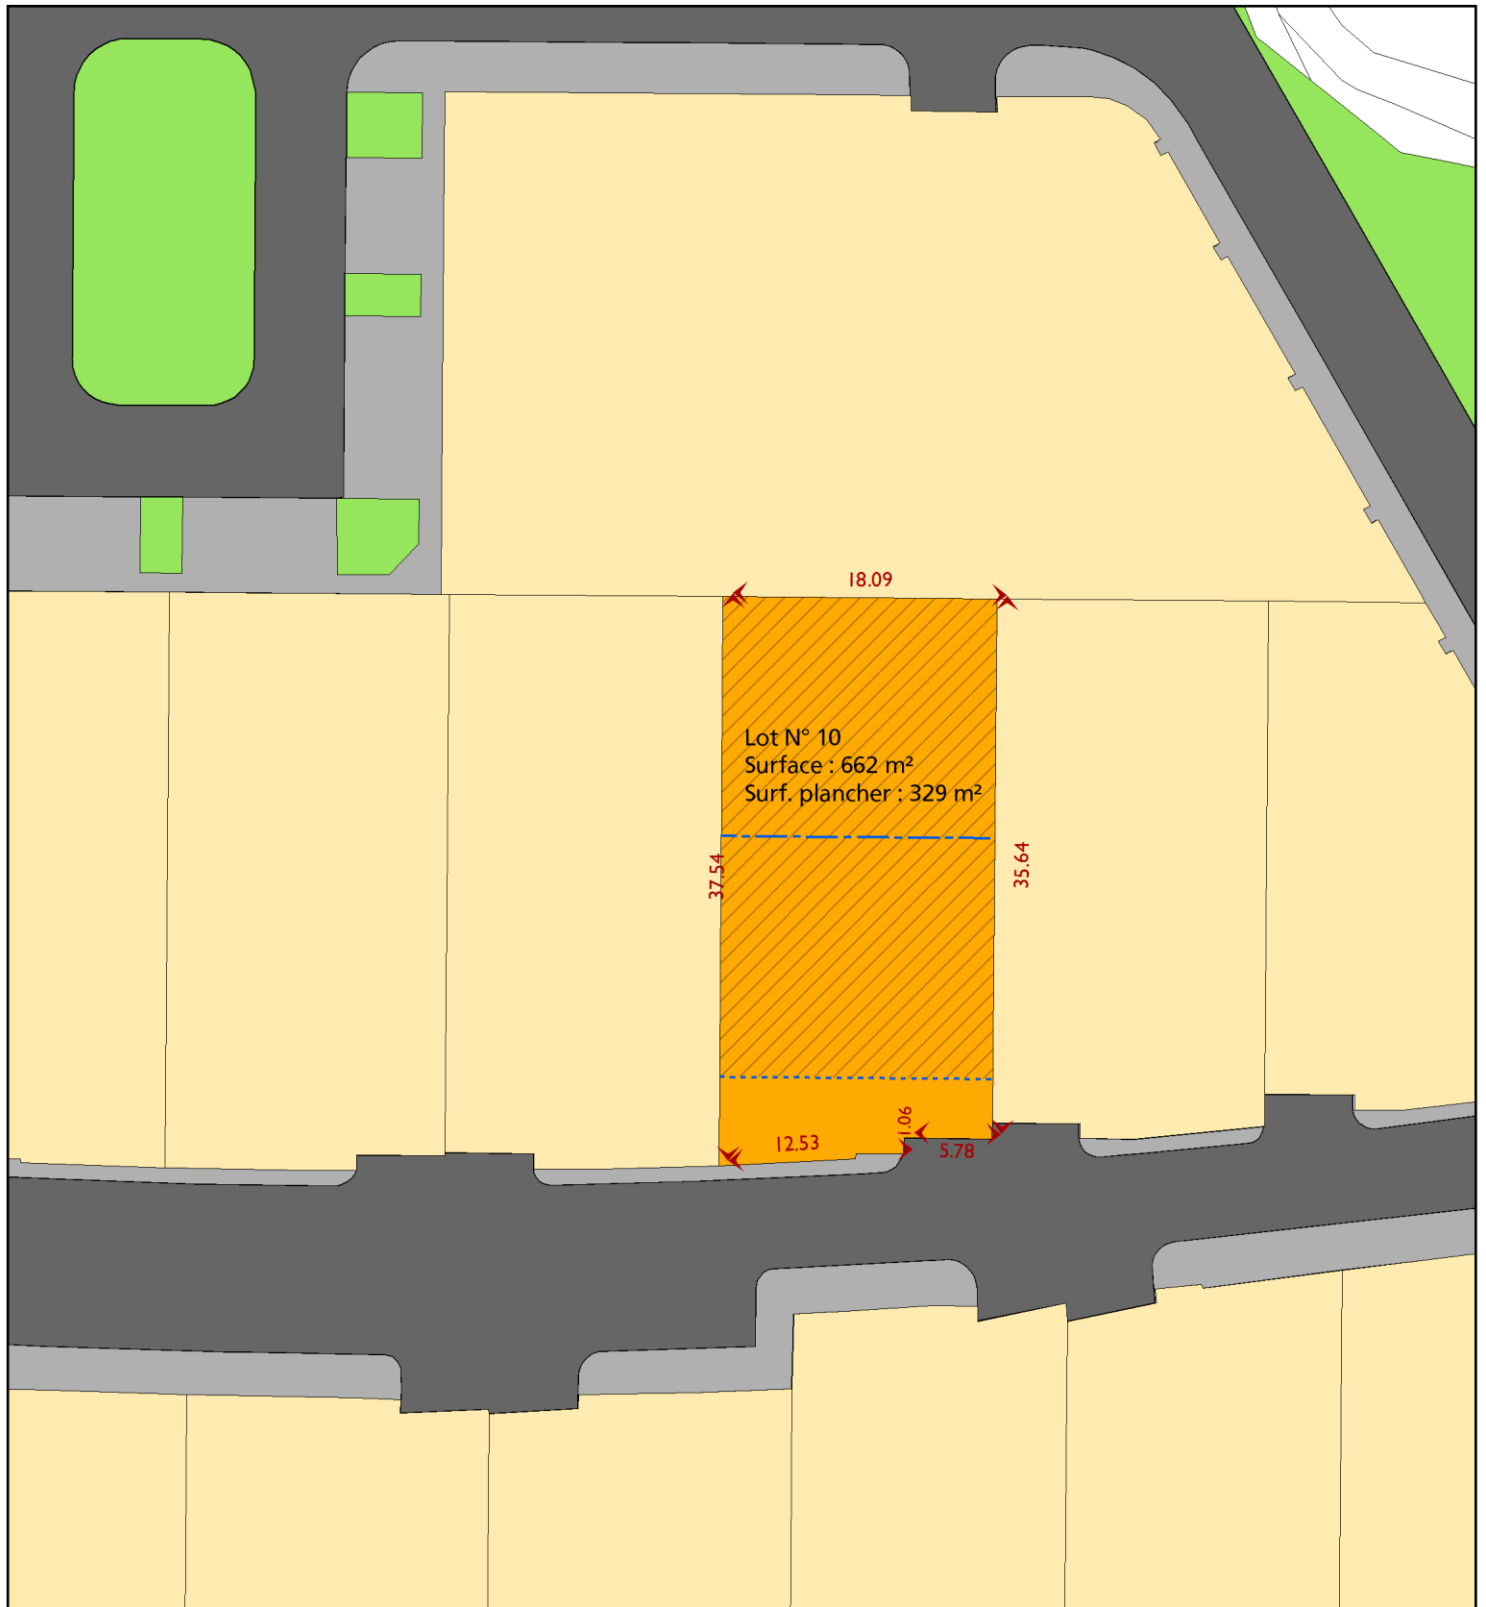 18.09
Lot N° 10
Surface : 662 m²
Surf. plancher : 329 m²
37.54
35.64
1.06
12.53
5.78